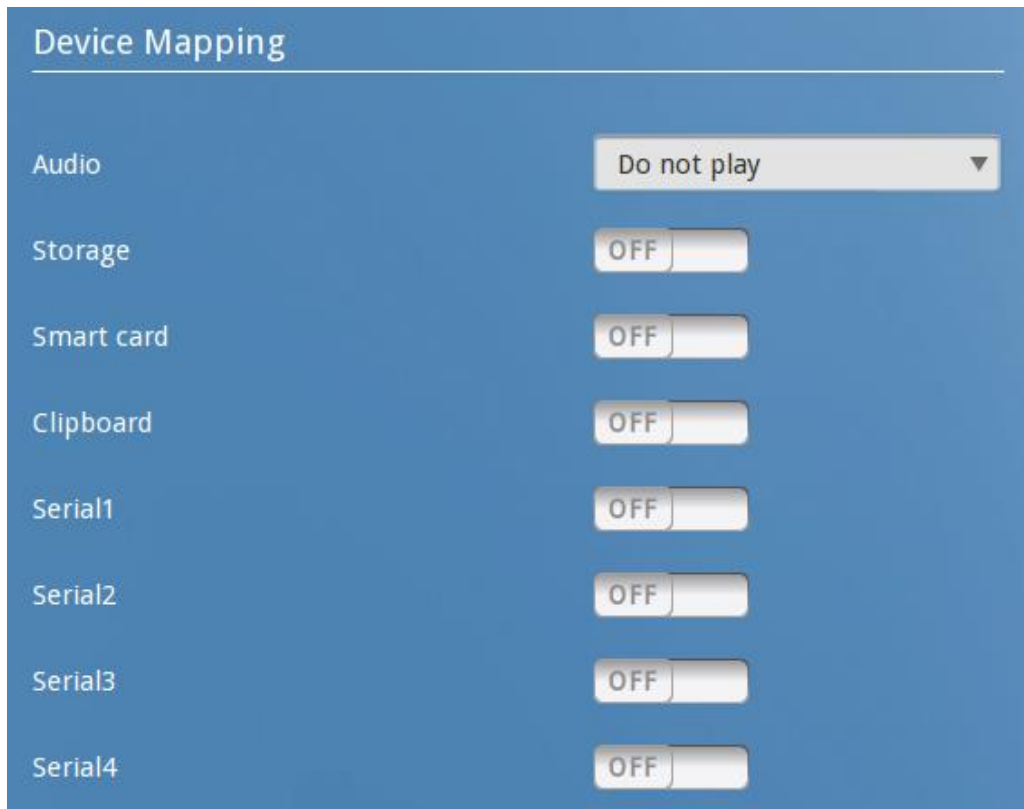 Device Mapping
Audio Do not play
Storage OFF
Smart card OFF
Clipboard OFF
Serial1 OFF
Serial2 OFF
Serial3 OFF
Serial4 OFF